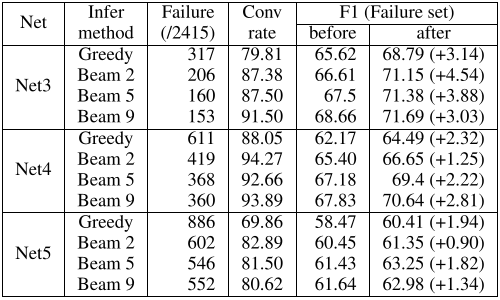 Net Infer method Failure (/2415) Conv rate F1 (Failure set) before after
Net3 Greedy 317 79.81 65.62 68.79 (+3.14)
Beam 2 206 87.38 66.61 71.15 (+4.54)
Beam 5 160 87.50 67.5 71.38 (+3.88)
Beam 9 153 91.50 68.66 71.69 (+3.03)
Net4 Greedy 611 88.05 62.17 64.49 (+2.32)
Beam 2 419 94.27 65.40 66.65 (+1.25)
Beam 5 368 92.66 67.18 69.4 (+2.22)
Beam 9 360 93.89 67.83 70.64 (+2.81)
Net5 Greedy 886 69.86 58.47 60.41 (+1.94)
Beam 2 602 82.89 60.45 61.35 (+0.90)
Beam 5 546 81.50 61.43 63.25 (+1.82)
Beam 9 552 80.62 61.64 62.98 (+1.34)